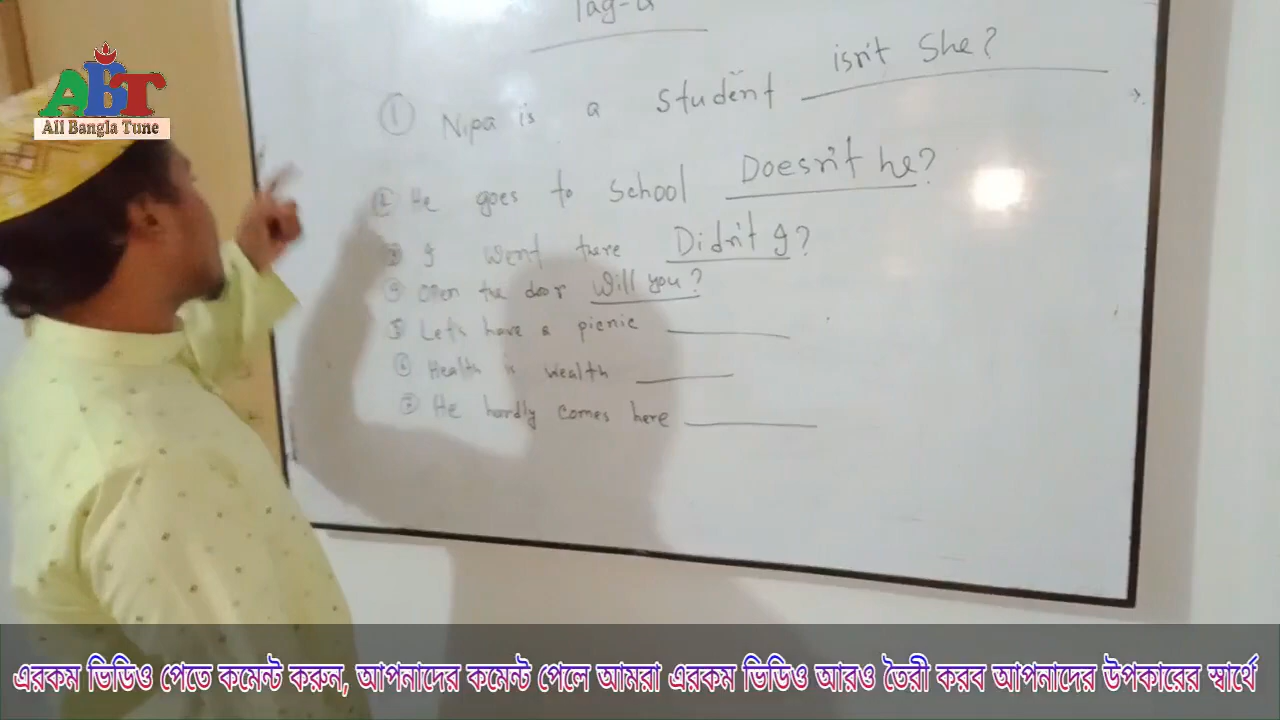 ABT
All Bangla Tune
Tag-Q
① Nipa is a student isn't She?
② He goes to School Doesn't he?
③ I went there Didn't I?
④ Open the door Will you?
⑤ Let's have a picnic
⑥ Health is wealth
⑦ He hardly comes here
এরকম ভিডিও পেতে কমেন্ট করুন, আপনাদের কমেন্ট পেলে আমরা এরকম ভিডিও আরও তৈরী করব আপনাদের উপকারের স্বার্থে